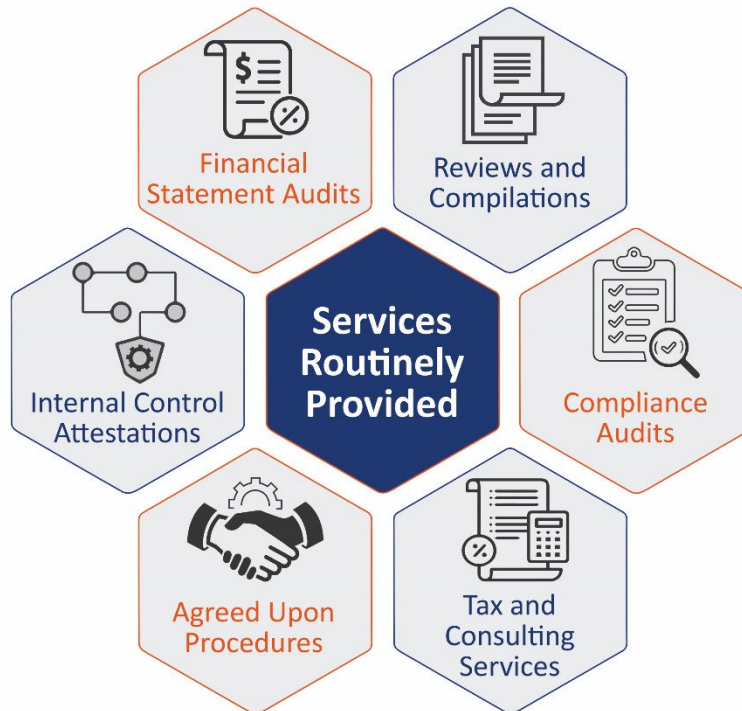 $
%
Financial
Statement Audits
Reviews and
Compilations
Internal Control
Attestations
Services
Routinely
Provided
Compliance
Audits
Agreed Upon
Procedures
%
Tax and
Consulting
Services